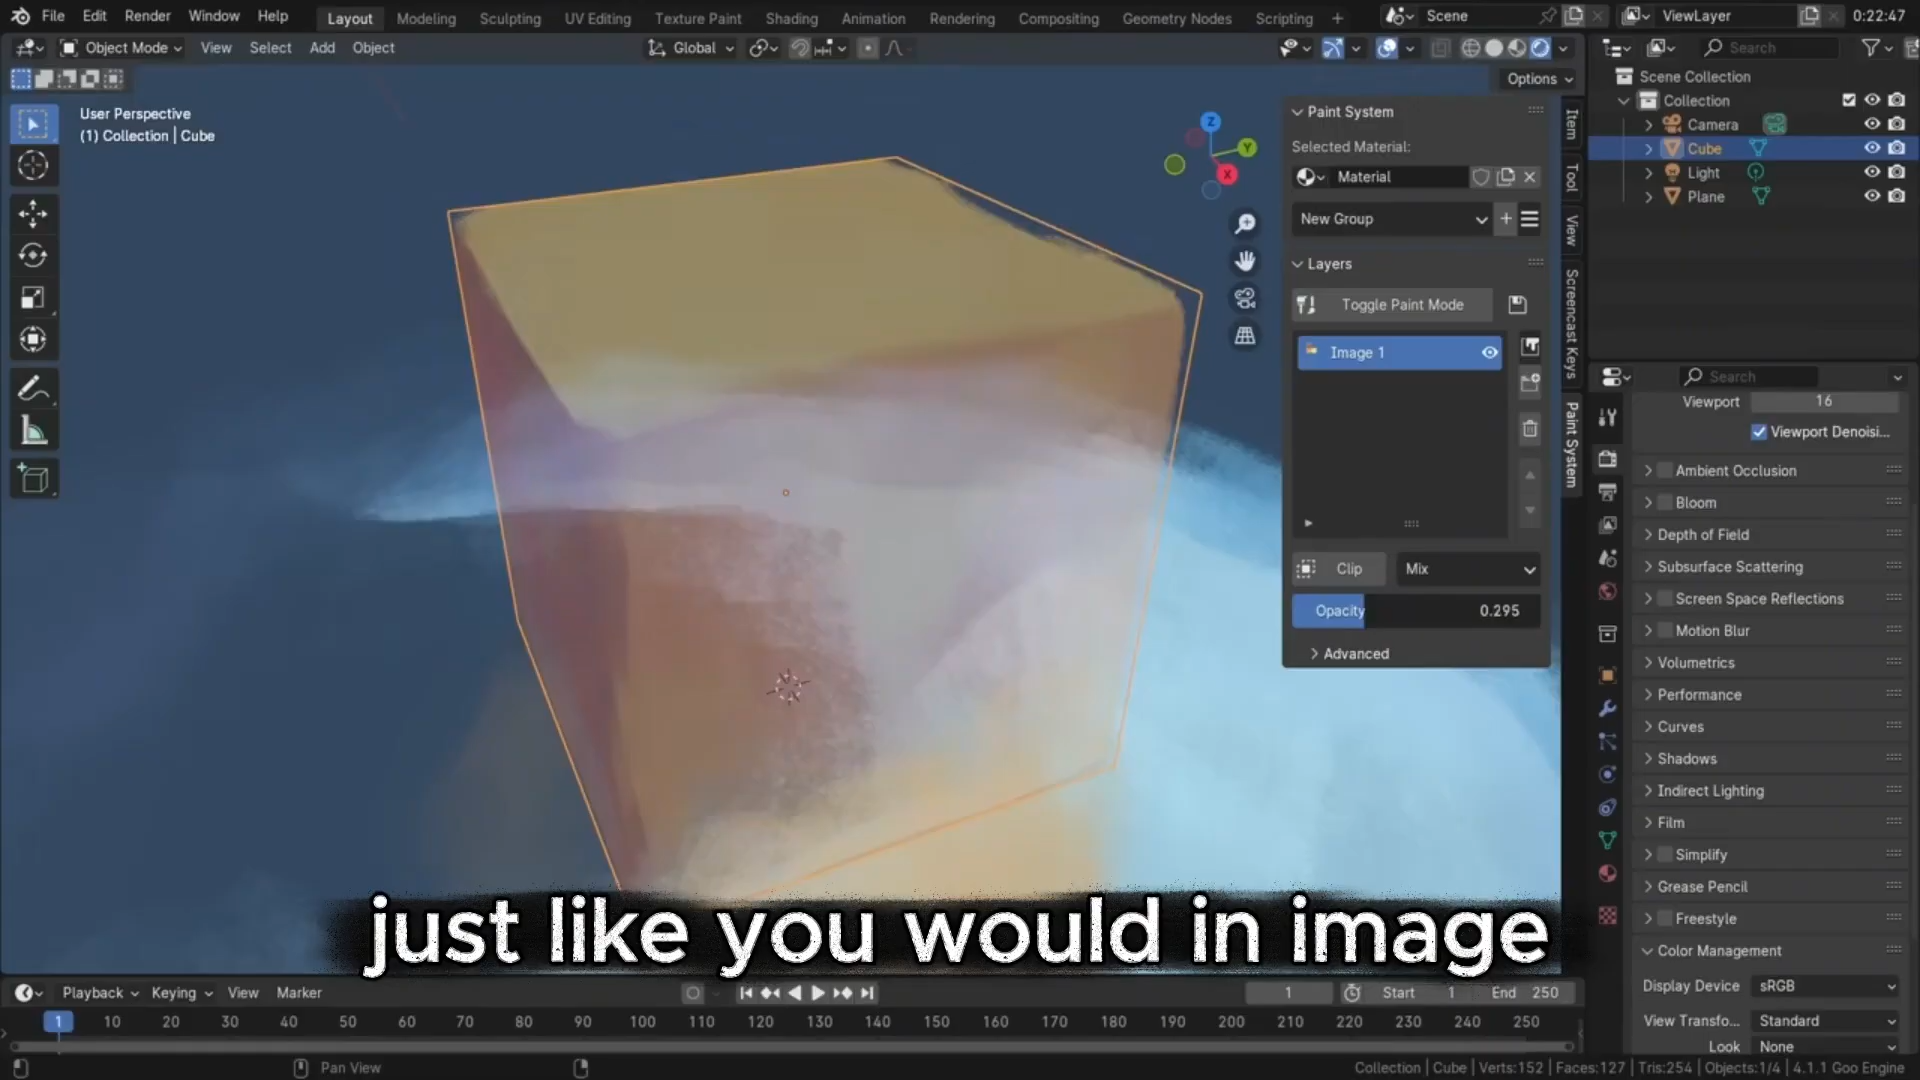 File Edit Render Window Help Layout Modeling Sculpting UV Editing Texture Paint Shading Animation Rendering Compositing Geometry Nodes Scripting + Scene ViewLayer 0:22:47
Object Mode View Select Add Object Global Search
Options
User Perspective
(1) Collection | Cube
Z
Y
X
Paint System
Selected Material:
Material
New Group
Layers
Toggle Paint Mode
Image 1
Clip Mix
Opacity 0.295
Advanced
Item
Tool
View
Screencast Keys
Paint System
Scene Collection
Collection
Camera
Cube
Light
Plane
Search
Viewport 16
Viewport Denoisi...
Ambient Occlusion
Bloom
Depth of Field
Subsurface Scattering
Screen Space Reflections
Motion Blur
Volumetrics
Performance
Curves
Shadows
Indirect Lighting
Film
Simplify
Grease Pencil
Freestyle
Color Management
Display Device sRGB
View Transfo... Standard
Look None
just like you would in image
Playback Keying View Marker 1 Start 1 End 250
1 10 20 30 40 50 60 70 80 90 100 110 120 130 140 150 160 170 180 190 200 210 220 230 240 250
Pan View
Collection | Cube | Verts:152 | Faces:127 | Tris:254 | Objects:1/4 | 4.1.1 Goo Engine